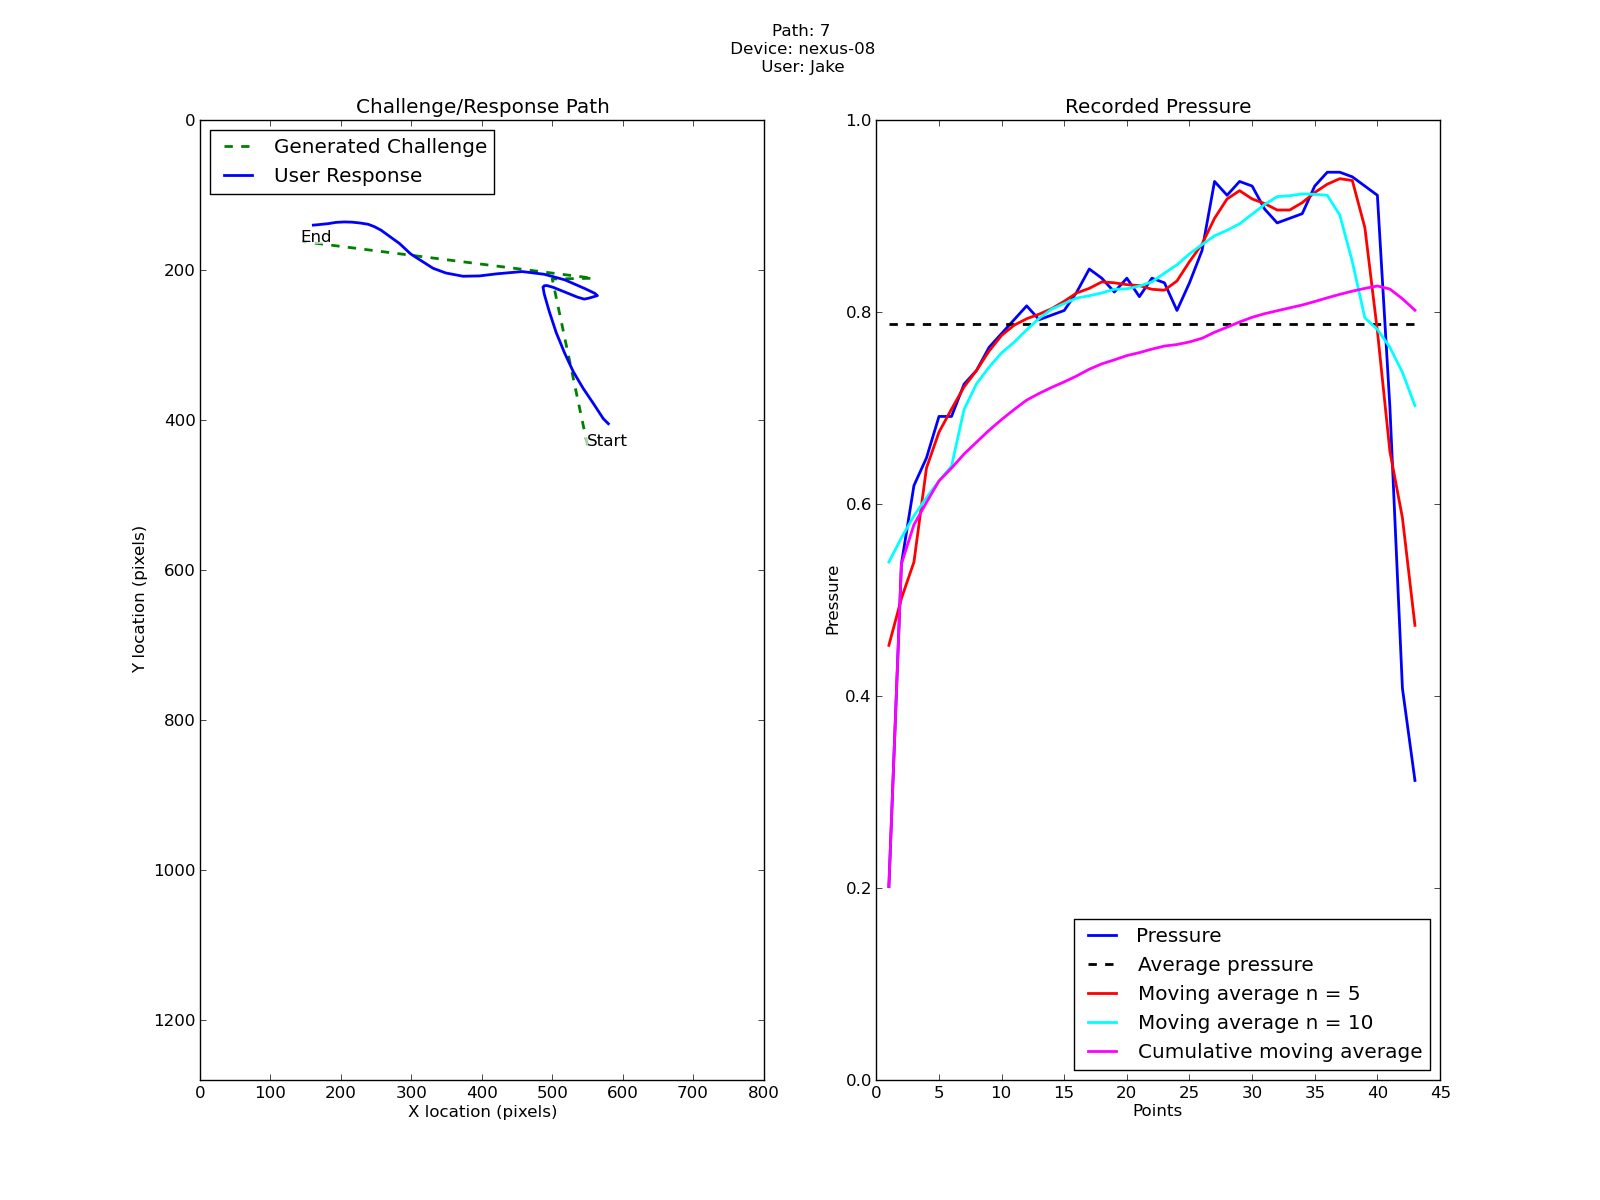 Path: 7
Device: nexus-08
User: Jake
Challenge/Response Path
Generated Challenge
User Response
End
Start
0
200
400
600
800
1000
1200
Y location (pixels)
0 100 200 300 400 500 600 700 800
X location (pixels)
Recorded Pressure
1.0
0.8
0.6
0.4
0.2
0.0
Pressure
Pressure
Average pressure
Moving average n = 5
Moving average n = 10
Cumulative moving average
0 5 10 15 20 25 30 35 40 45
Points